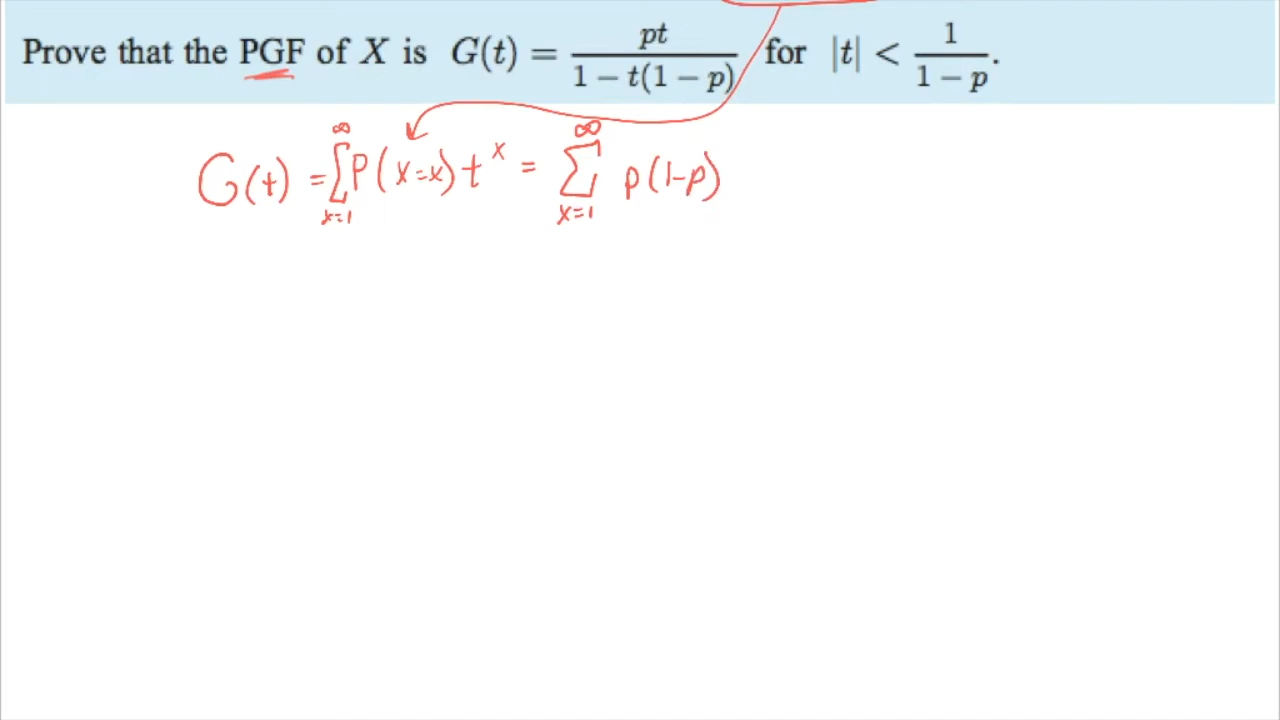 Prove that the PGF of X is G(t) = pt / (1 − t(1 − p)) for |t| < 1 / (1 − p).
G(t) = ∑_{x=1}^{∞} P(X=x) t^x = ∑_{x=1}^{∞} p(1-p)